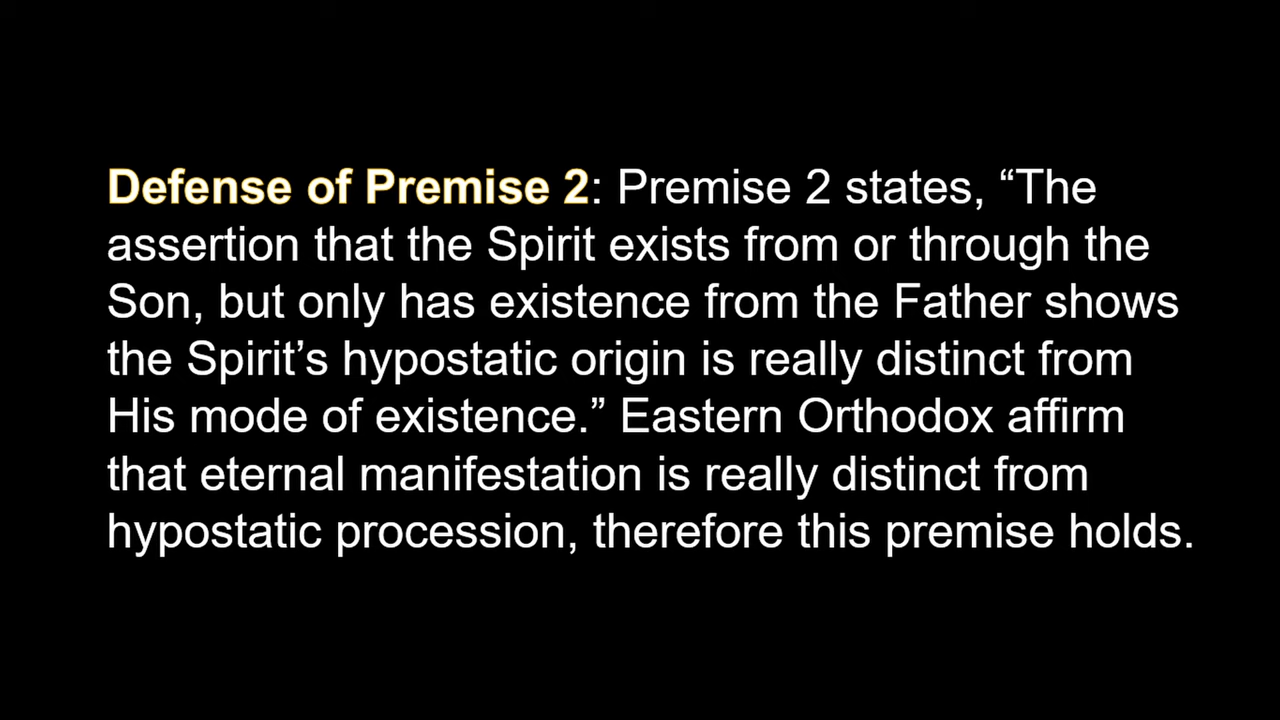 Defense of Premise 2: Premise 2 states, “The
assertion that the Spirit exists from or through the
Son, but only has existence from the Father shows
the Spirit’s hypostatic origin is really distinct from
His mode of existence.” Eastern Orthodox affirm
that eternal manifestation is really distinct from
hypostatic procession, therefore this premise holds.